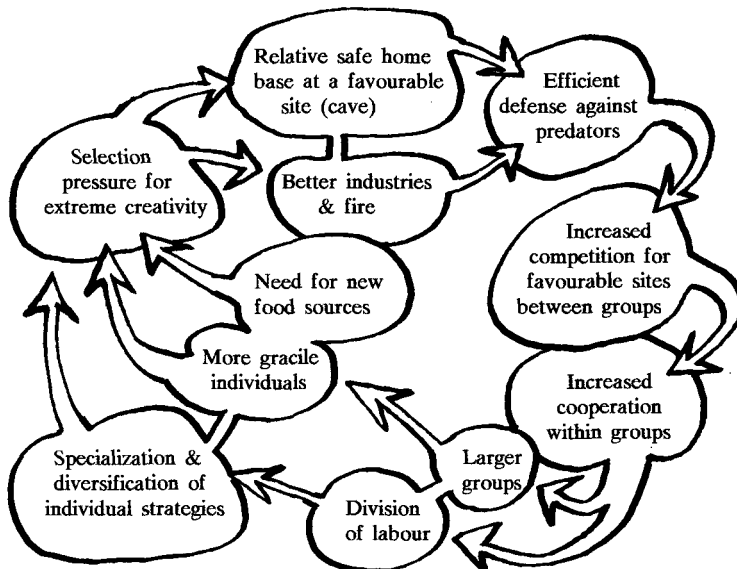 Relative safe home
base at a favourable
site (cave)
Efficient
defense against
predators
Selection
pressure for
extreme creativity
Better industries
& fire
Increased
competition for
favourable sites
between groups
Need for new
food sources
More gracile
individuals
Increased
cooperation
within groups
Specialization &
diversification of
individual strategies
Larger
groups
Division
of labour